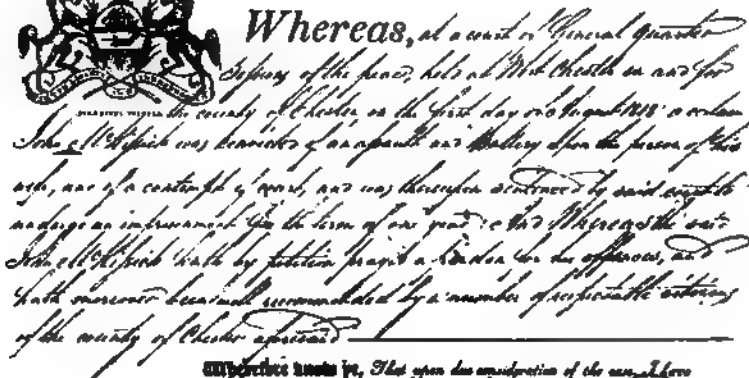 Whereas, at a court of General Quarter
Sessions of the peace, held at West Chester in and for
the county of Chester on the first day of August 1818 a certain
John McKissick was convicted of an assault and Battery upon the person of his
wife, and of a contempt of court, and was thereupon sentenced by said court to
undergo an imprisonment for the term of one year: And Whereas the said
John McKissick hath by petition prayed a Pardon for his offences, and
hath moreover been recommended by a number of respectable citizens
of the county of Chester aforesaid
Therefore know ye, That upon due consideration of the case, I have